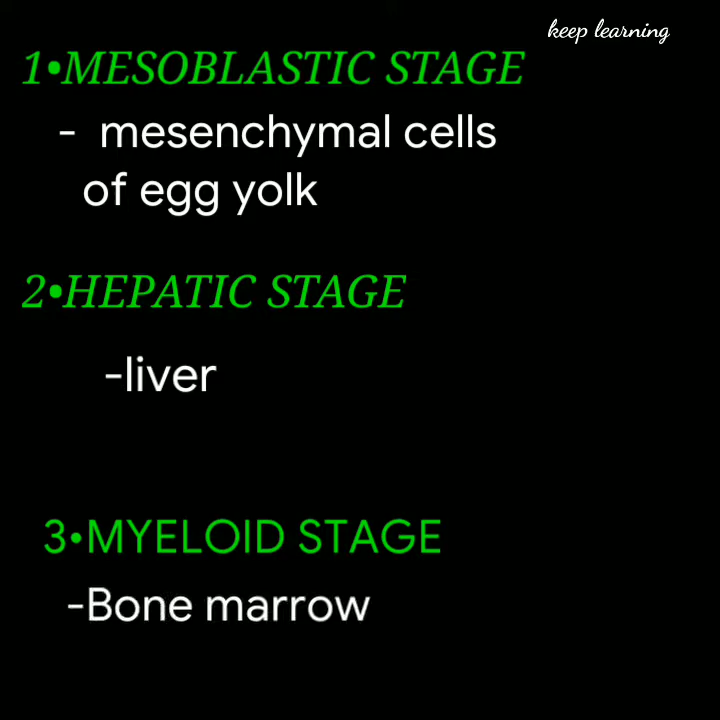 keep learning
1•MESOBLASTIC STAGE
- mesenchymal cells
of egg yolk
2•HEPATIC STAGE
-liver
3•MYELOID STAGE
-Bone marrow